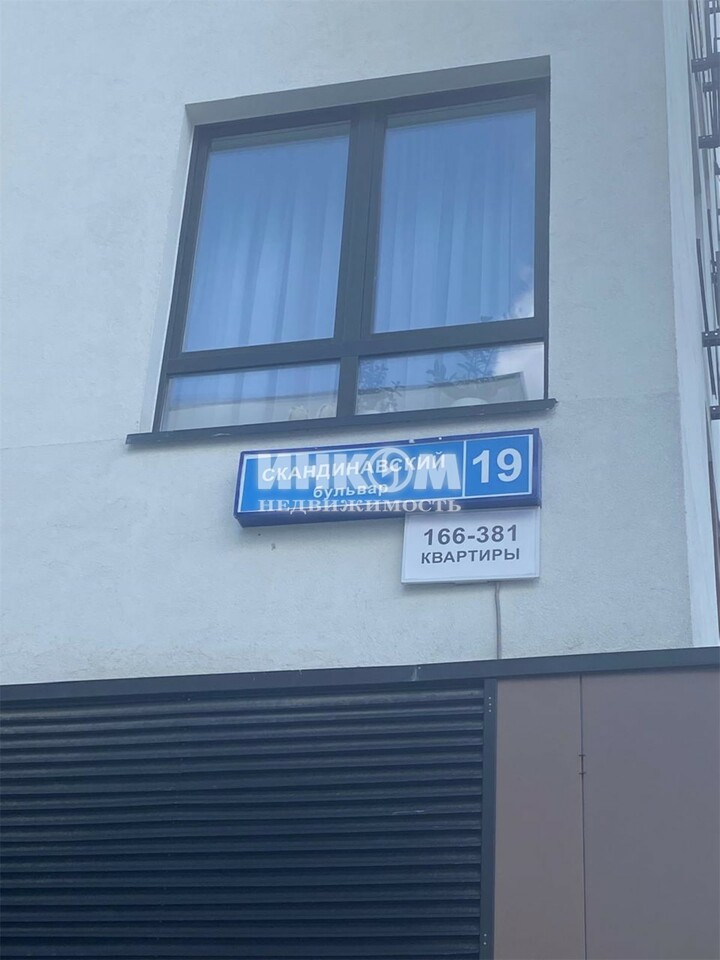 СКАНДИНАВСКИЙ
бульвар
19
ИНКОМ
НЕДВИЖИМОСТЬ
166-381
КВАРТИРЫ